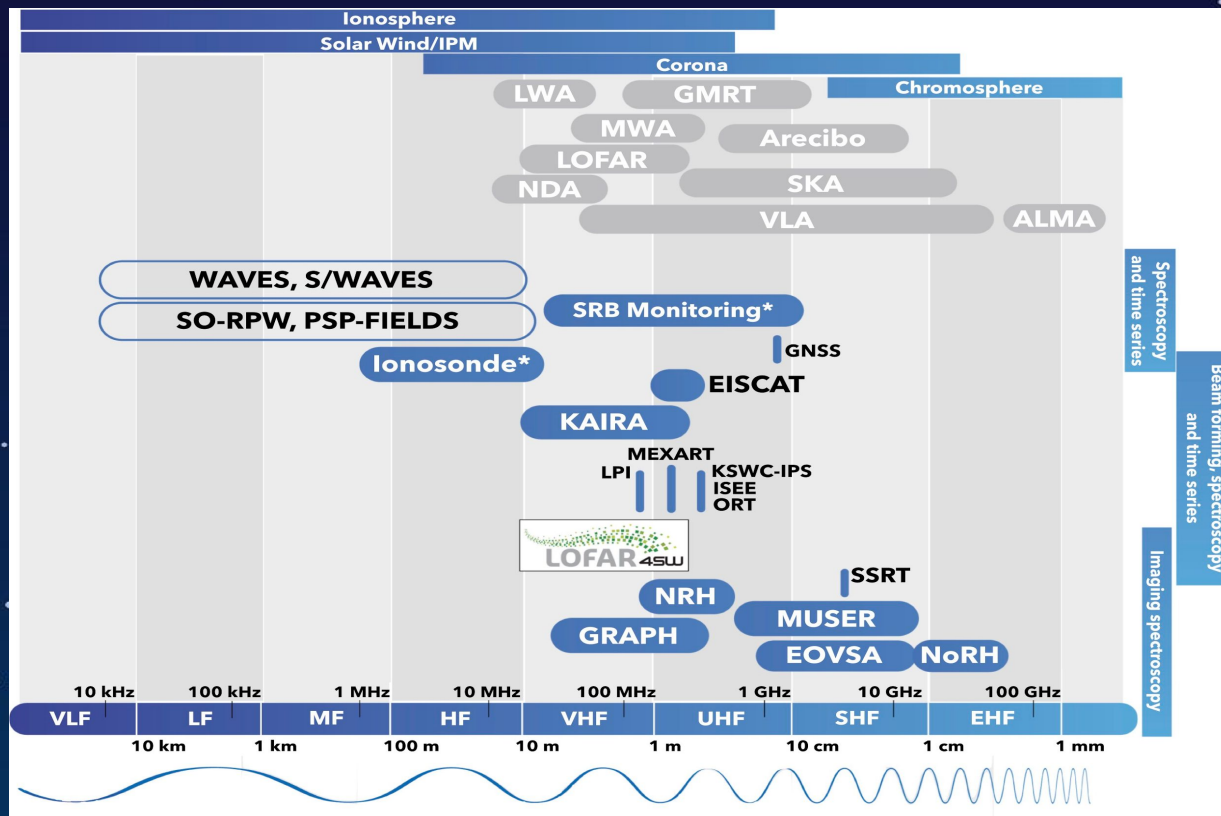 Ionosphere
Solar Wind/IPM
Corona
Chromosphere
LWA
GMRT
MWA
Arecibo
LOFAR
NDA
SKA
VLA
ALMA
WAVES, S/WAVES
SRB Monitoring*
SO-RPW, PSP-FIELDS
GNSS
Ionosonde*
EISCAT
KAIRA
MEXART
LPI
KSWC-IPS
ISEE
ORT
LOFAR 4SW
SSRT
NRH
MUSER
GRAPH
EOVSA
NoRH
Spectroscopy
and time series
Beam forming, spectroscopy
and time series
Imaging spectroscopy
10 kHz 100 kHz 1 MHz 10 MHz 100 MHz 1 GHz 10 GHz 100 GHz
VLF LF MF HF VHF UHF SHF EHF
10 km 1 km 100 m 10 m 1 m 10 cm 1 cm 1 mm